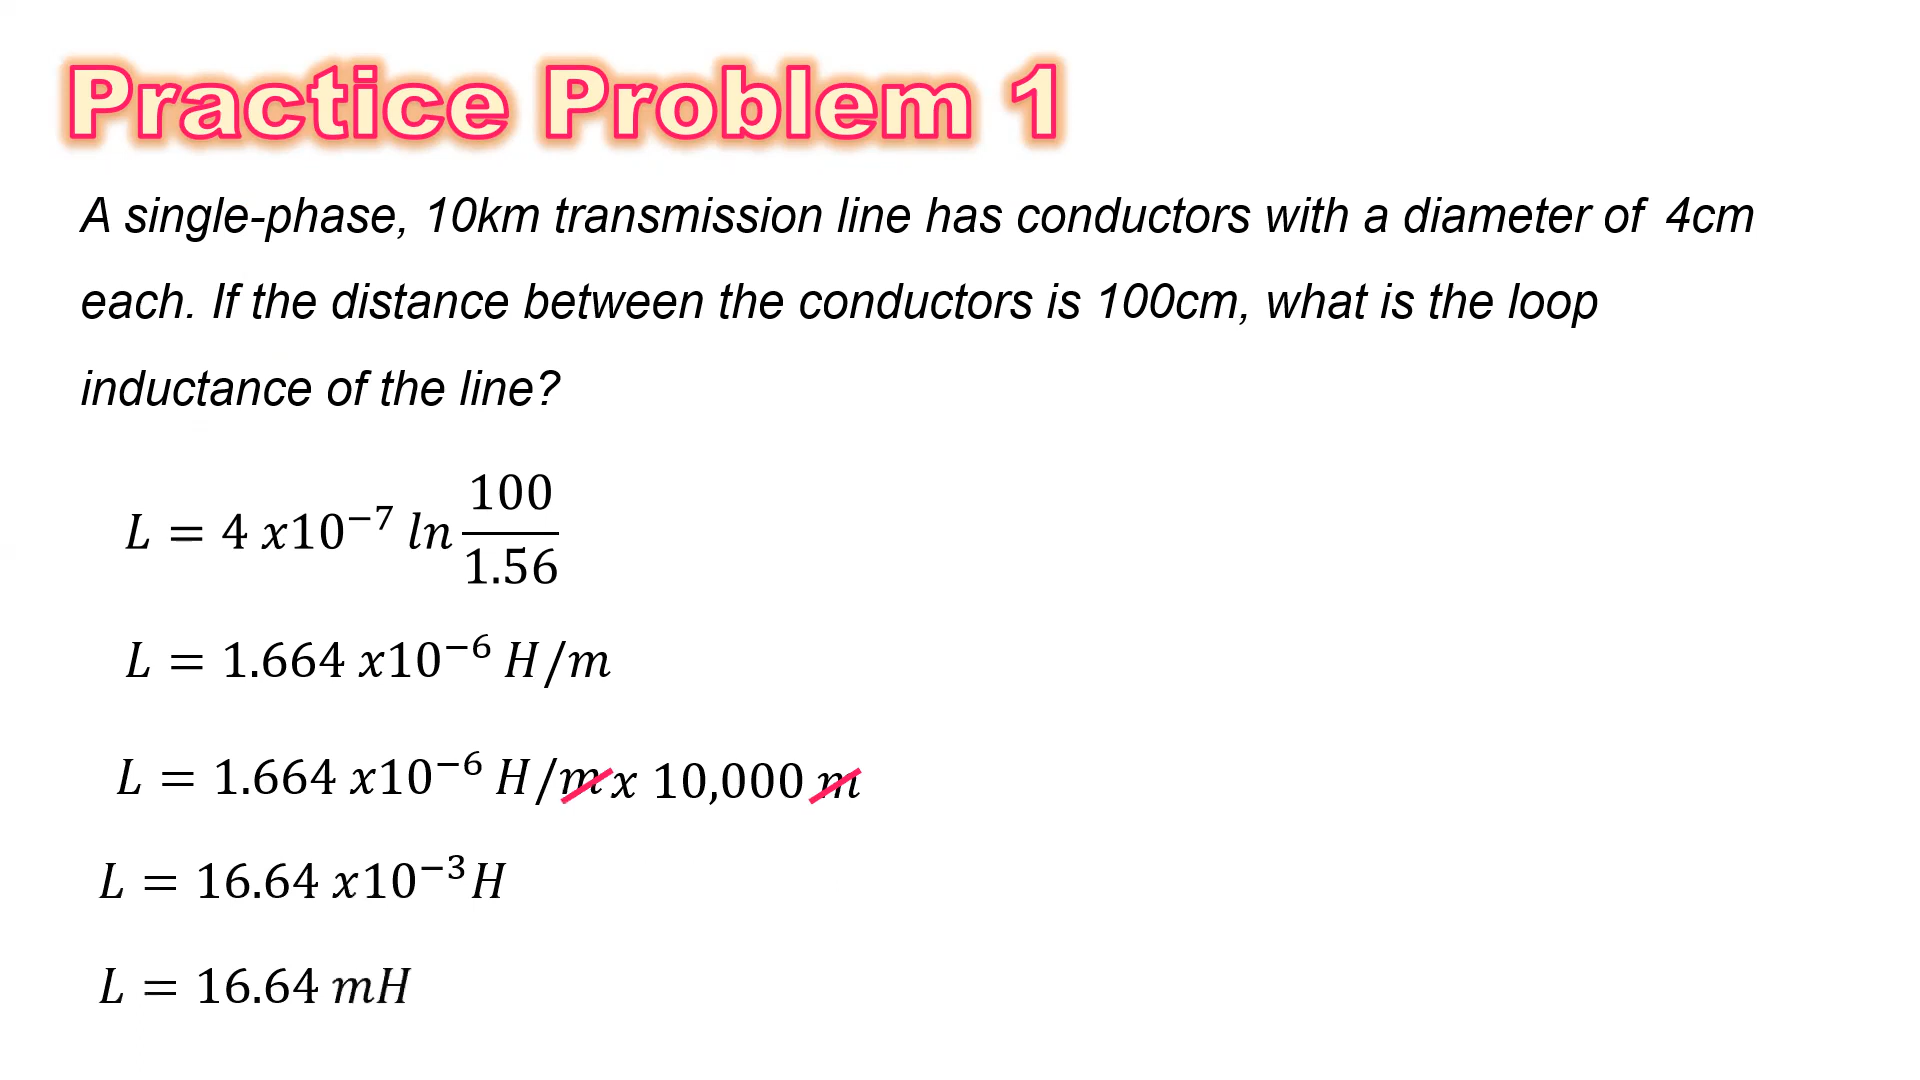 Practice Problem 1
A single-phase, 10km transmission line has conductors with a diameter of 4cm
each. If the distance between the conductors is 100cm, what is the loop
inductance of the line?
L = 4 x10⁻⁷ ln 100/1.56
L = 1.664 x10⁻⁶ H/m
L = 1.664 x10⁻⁶ H/m x 10,000 m
L = 16.64 x10⁻³H
L = 16.64 mH